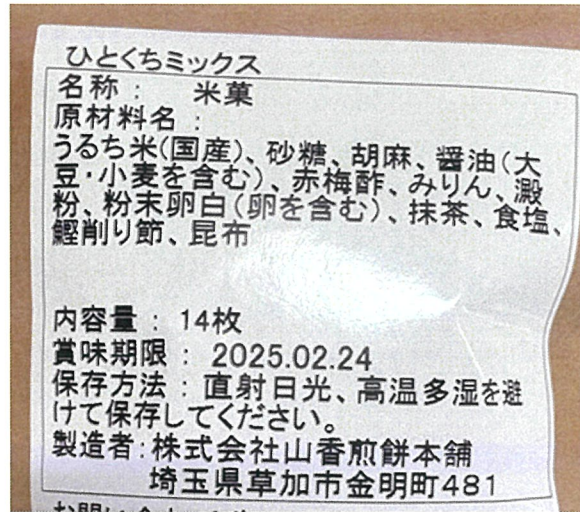 ひとくちミックス
名称： 米菓
原材料名：
うるち米(国産)、砂糖、胡麻、醤油(大
豆・小麦を含む)、赤梅酢、みりん、澱
粉、粉末卵白(卵を含む)、抹茶、食塩、
鰹削り節、昆布
内容量： 14枚
賞味期限： 2025.02.24
保存方法：直射日光、高温多湿を避
けて保存してください。
製造者：株式会社山香煎餅本舗
埼玉県草加市金明町481